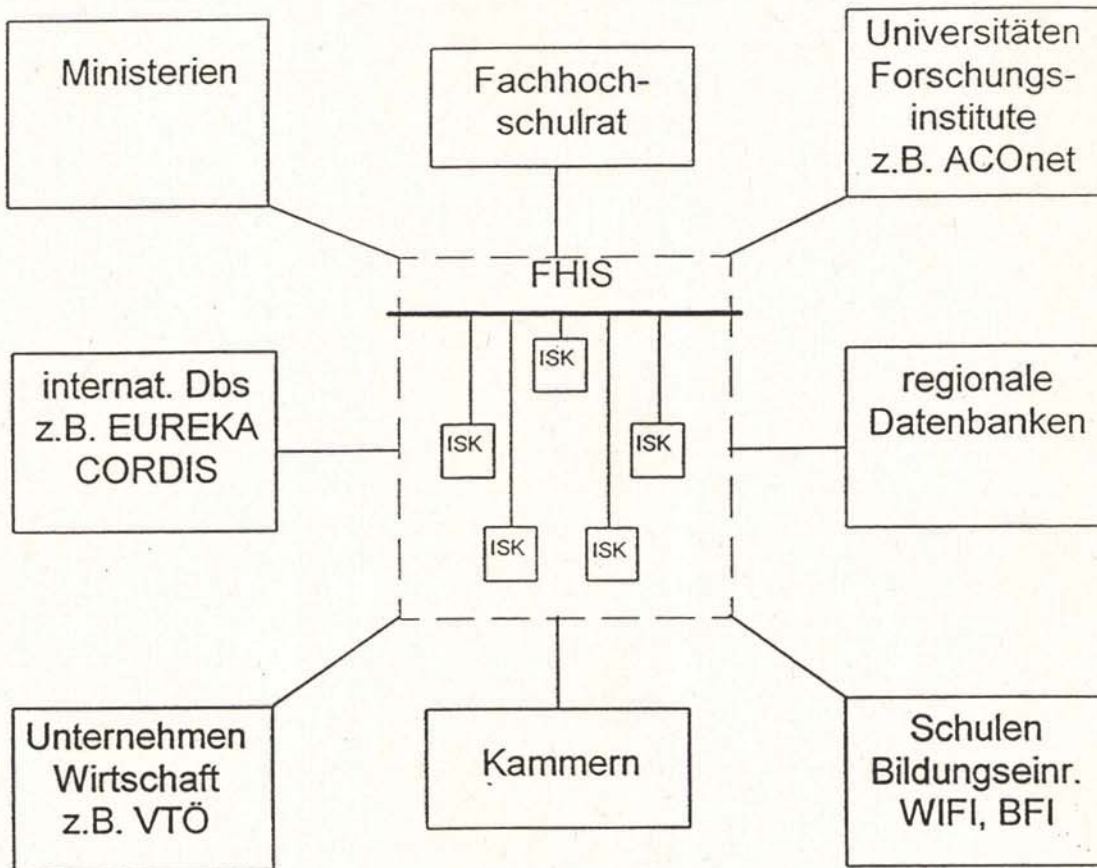 Ministerien
Fachhoch-
schulrat
Universitäten
Forschungs-
institute
z.B. ACOnet
FHIS
internat. Dbs
z.B. EUREKA
CORDIS
ISK
ISK
ISK
ISK
ISK
regionale
Datenbanken
Unternehmen
Wirtschaft
z.B. VTÖ
Kammern
Schulen
Bildungseinr.
WIFI, BFI